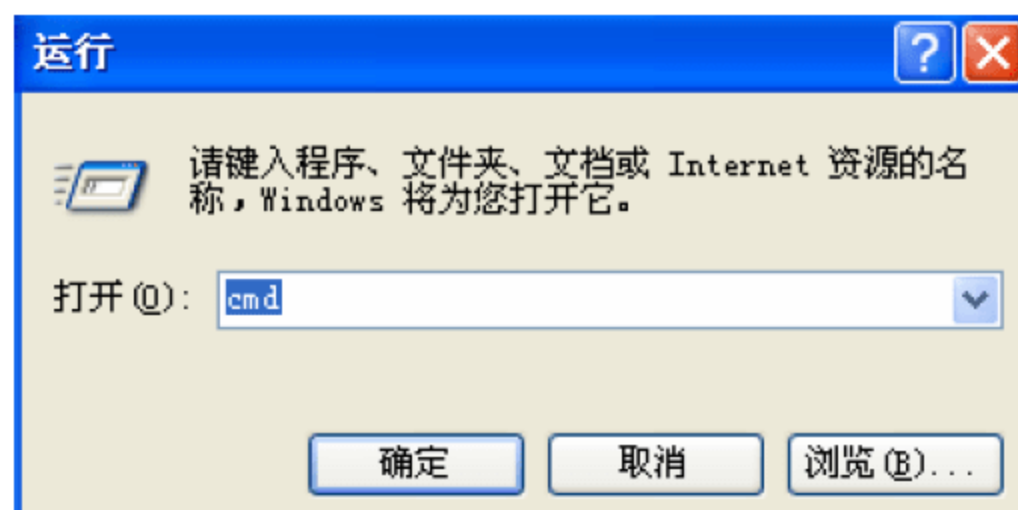 运行
请键入程序、文件夹、文档或 Internet 资源的名
称，Windows 将为您打开它。
打开(O): cmd
确定 取消 浏览(B)...